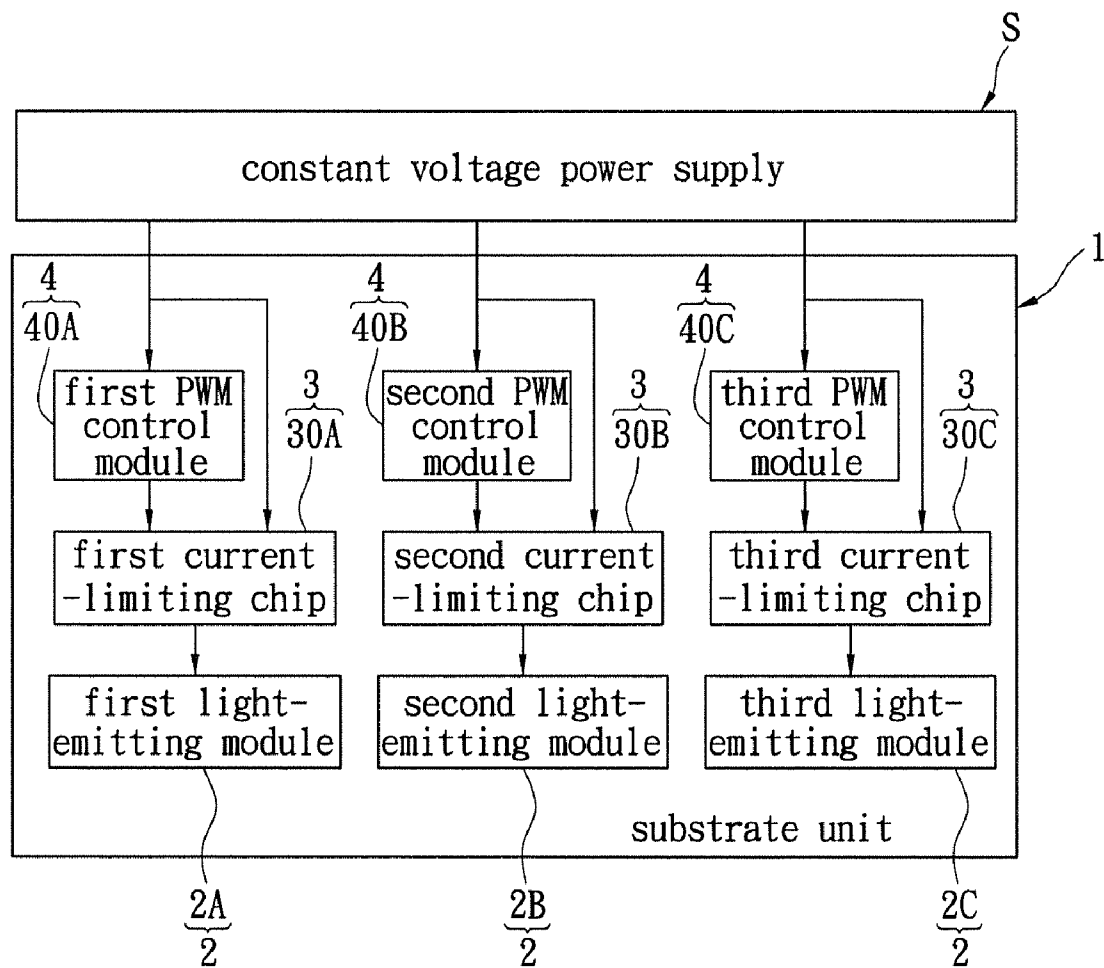 S
constant voltage power supply
1
4
40A
4
40B
4
40C
first PWM
control
module
second PWM
control
module
third PWM
control
module
3
30A
3
30B
3
30C
first current
-limiting chip
second current
-limiting chip
third current
-limiting chip
first light-
emitting module
second light-
emitting module
third light-
emitting module
substrate unit
2A
2
2B
2
2C
2